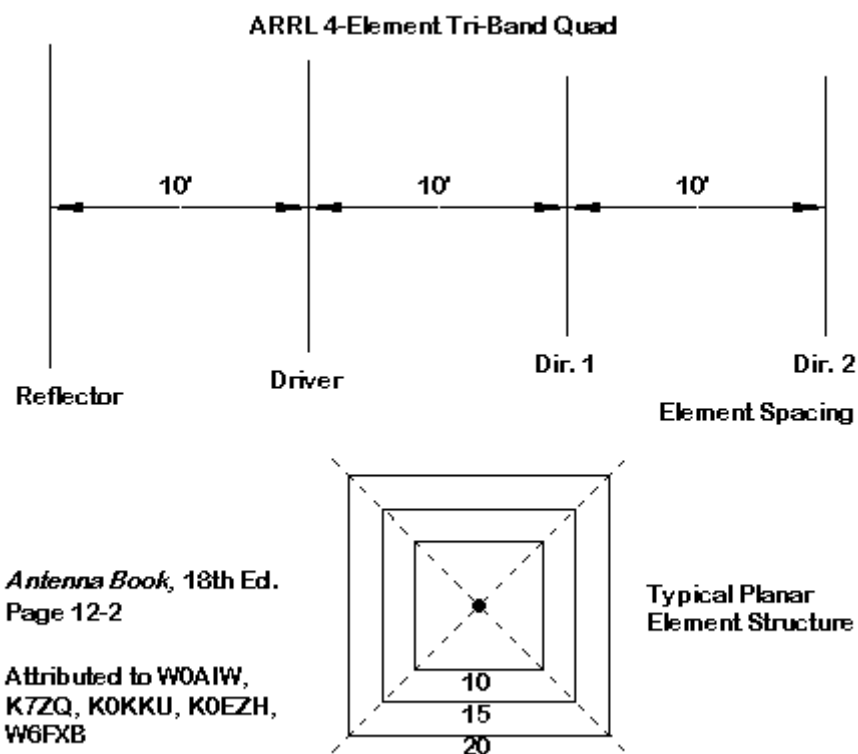 ARRL 4-Element Tri-Band Quad
10' 10' 10'
Reflector Driver Dir. 1 Dir. 2
Element Spacing
Antenna Book, 18th Ed.
Page 12-2
Typical Planar
Element Structure
Attributed to W0AIW,
K7ZQ, K0KKU, K0EZH,
W6FXB
10
15
20